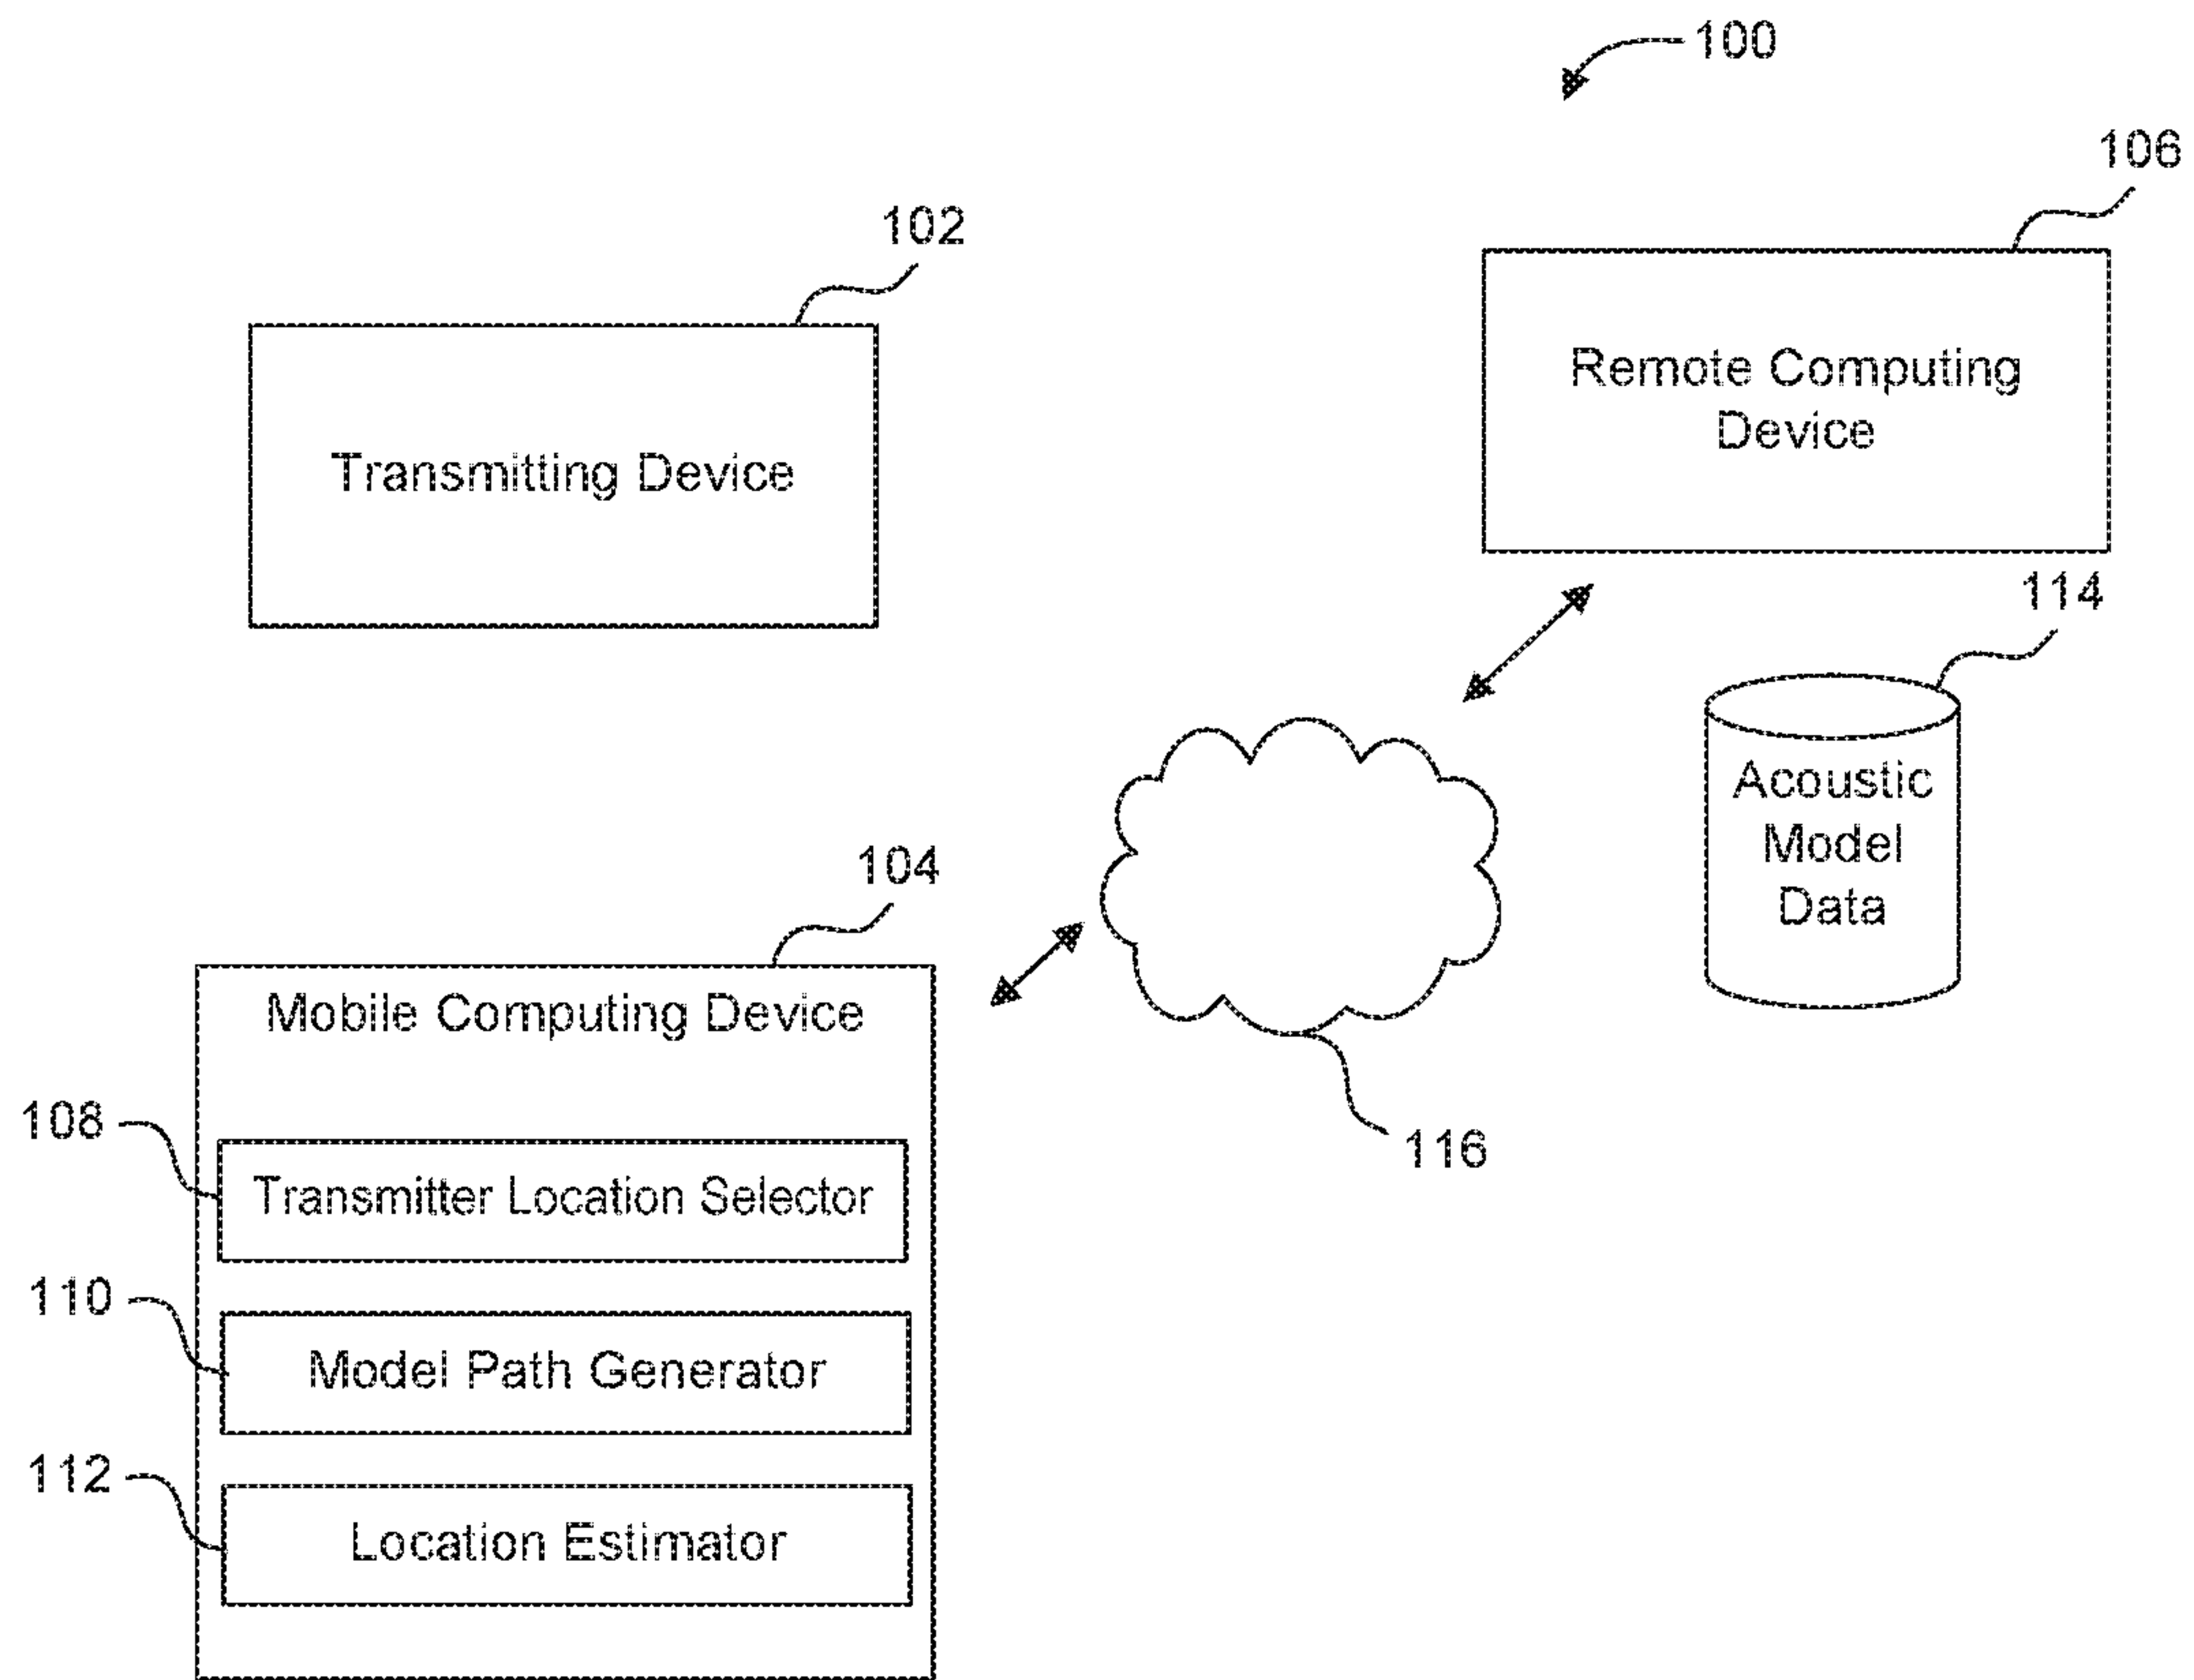 100
106
102
Remote Computing
Device
Transmitting Device
114
Acoustic
Model
Data
104
Mobile Computing Device
108
Transmitter Location Selector
116
110
Model Path Generator
112
Location Estimator